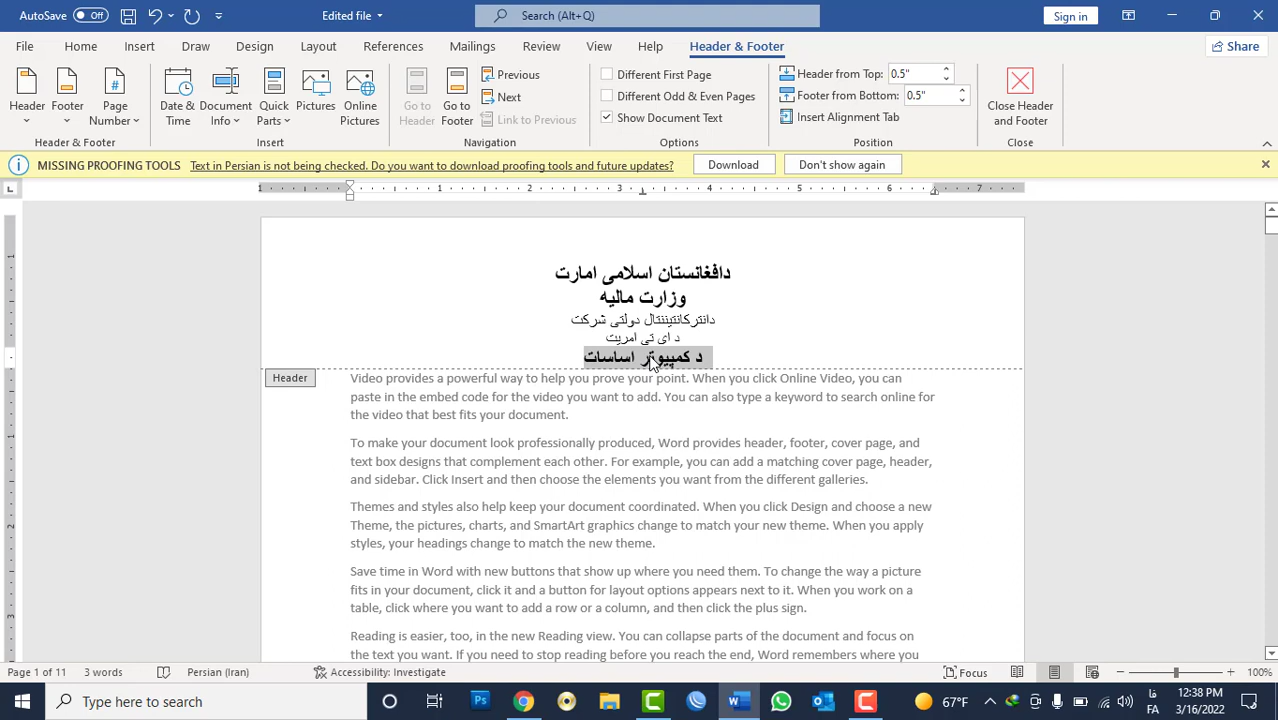 AutoSave Off
Edited file
Search (Alt+Q)
Sign in
File Home Insert Draw Design Layout References Mailings Review View Help Header & Footer
Share
Header
Footer
Page Number
Date & Time
Document Info
Quick Parts
Pictures
Online Pictures
Go to Header
Go to Footer
Previous
Next
Link to Previous
Different First Page
Different Odd & Even Pages
Show Document Text
Header from Top: 0.5"
Footer from Bottom: 0.5"
Insert Alignment Tab
Close Header and Footer
Header & Footer
Insert
Navigation
Options
Position
Close
MISSING PROOFING TOOLS Text in Persian is not being checked. Do you want to download proofing tools and future updates? Download Don't show again
1 1 2 3 4 5 6 7
دافغانستان اسلامی امارت
وزارت مالیه
دانترکانتیننتال دولتی شرکت
د ای تی امریت
د کمپیوتر اساسات
Header
Video provides a powerful way to help you prove your point. When you click Online Video, you can
paste in the embed code for the video you want to add. You can also type a keyword to search online for
the video that best fits your document.
To make your document look professionally produced, Word provides header, footer, cover page, and
text box designs that complement each other. For example, you can add a matching cover page, header,
and sidebar. Click Insert and then choose the elements you want from the different galleries.
Themes and styles also help keep your document coordinated. When you click Design and choose a new
Theme, the pictures, charts, and SmartArt graphics change to match your new theme. When you apply
styles, your headings change to match the new theme.
Save time in Word with new buttons that show up where you need them. To change the way a picture
fits in your document, click it and a button for layout options appears next to it. When you work on a
table, click where you want to add a row or a column, and then click the plus sign.
Reading is easier, too, in the new Reading view. You can collapse parts of the document and focus on
the text you want. If you need to stop reading before you reach the end, Word remembers where you
1
1
2
3
Page 1 of 11 3 words Persian (Iran) Accessibility: Investigate Focus 100%
Type here to search
Ps
67°F
فا
FA
12:38 PM
3/16/2022